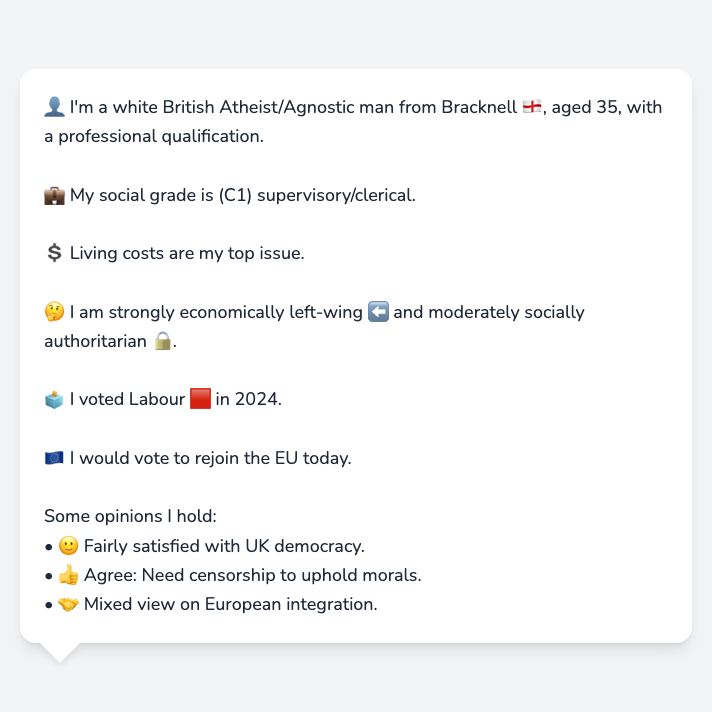 👤 I'm a white British Atheist/Agnostic man from Bracknell 🏴󠁧󠁢󠁥󠁮󠁧󠁿, aged 35, with
a professional qualification.
💼 My social grade is (C1) supervisory/clerical.
💲 Living costs are my top issue.
🤔 I am strongly economically left-wing ⬅️ and moderately socially
authoritarian 🔒.
🗳️ I voted Labour 🟥 in 2024.
🇪🇺 I would vote to rejoin the EU today.
Some opinions I hold:
• 🙂 Fairly satisfied with UK democracy.
• 👍 Agree: Need censorship to uphold morals.
• 🤝 Mixed view on European integration.